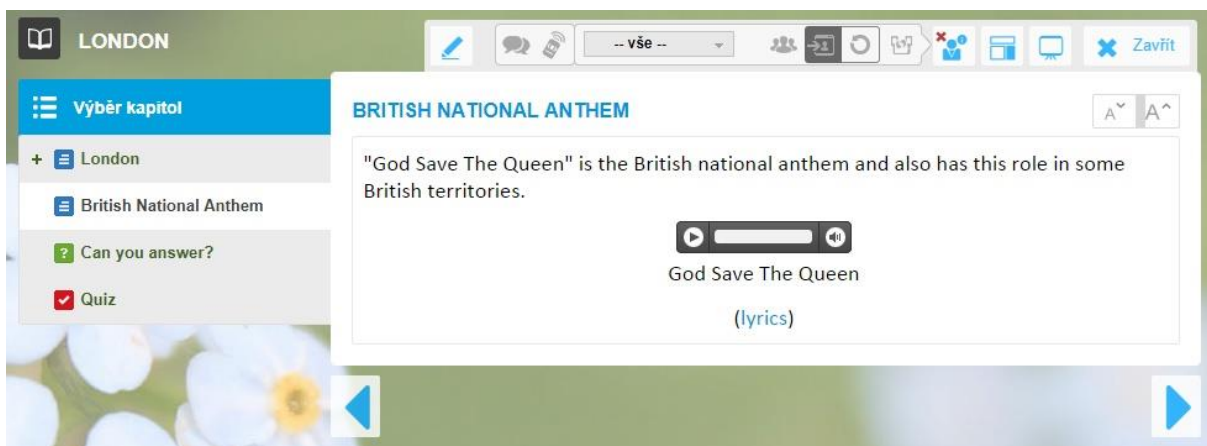 LONDON
-- vše --
Zavřít
Výběr kapitol
London
British National Anthem
Can you answer?
Quiz
BRITISH NATIONAL ANTHEM
A A
"God Save The Queen" is the British national anthem and also has this role in some
British territories.
God Save The Queen
(lyrics)